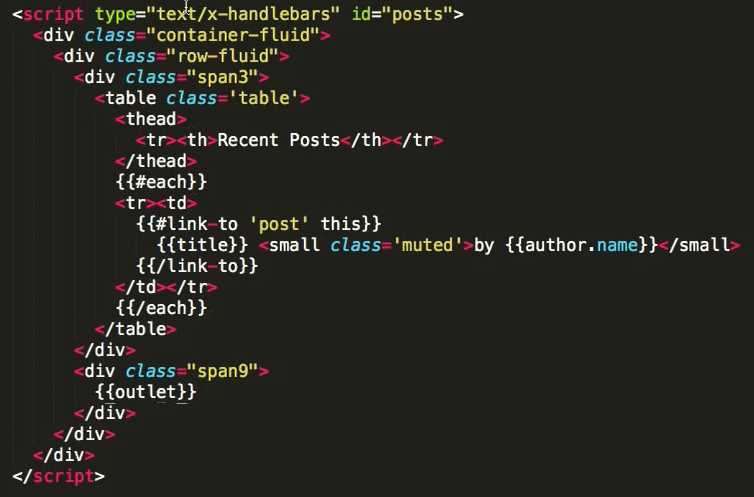 <script type="text/x-handlebars" id="posts">
<div class="container-fluid">
<div class="row-fluid">
<div class="span3">
<table class='table'>
<thead>
<tr><th>Recent Posts</th></tr>
</thead>
{{#each}}
<tr><td>
{{#link-to 'post' this}}
{{title}} <small class='muted'>by {{author.name}}</small>
{{/link-to}}
</td></tr>
{{/each}}
</table>
</div>
<div class="span9">
{{outlet}}
</div>
</div>
</div>
</script>